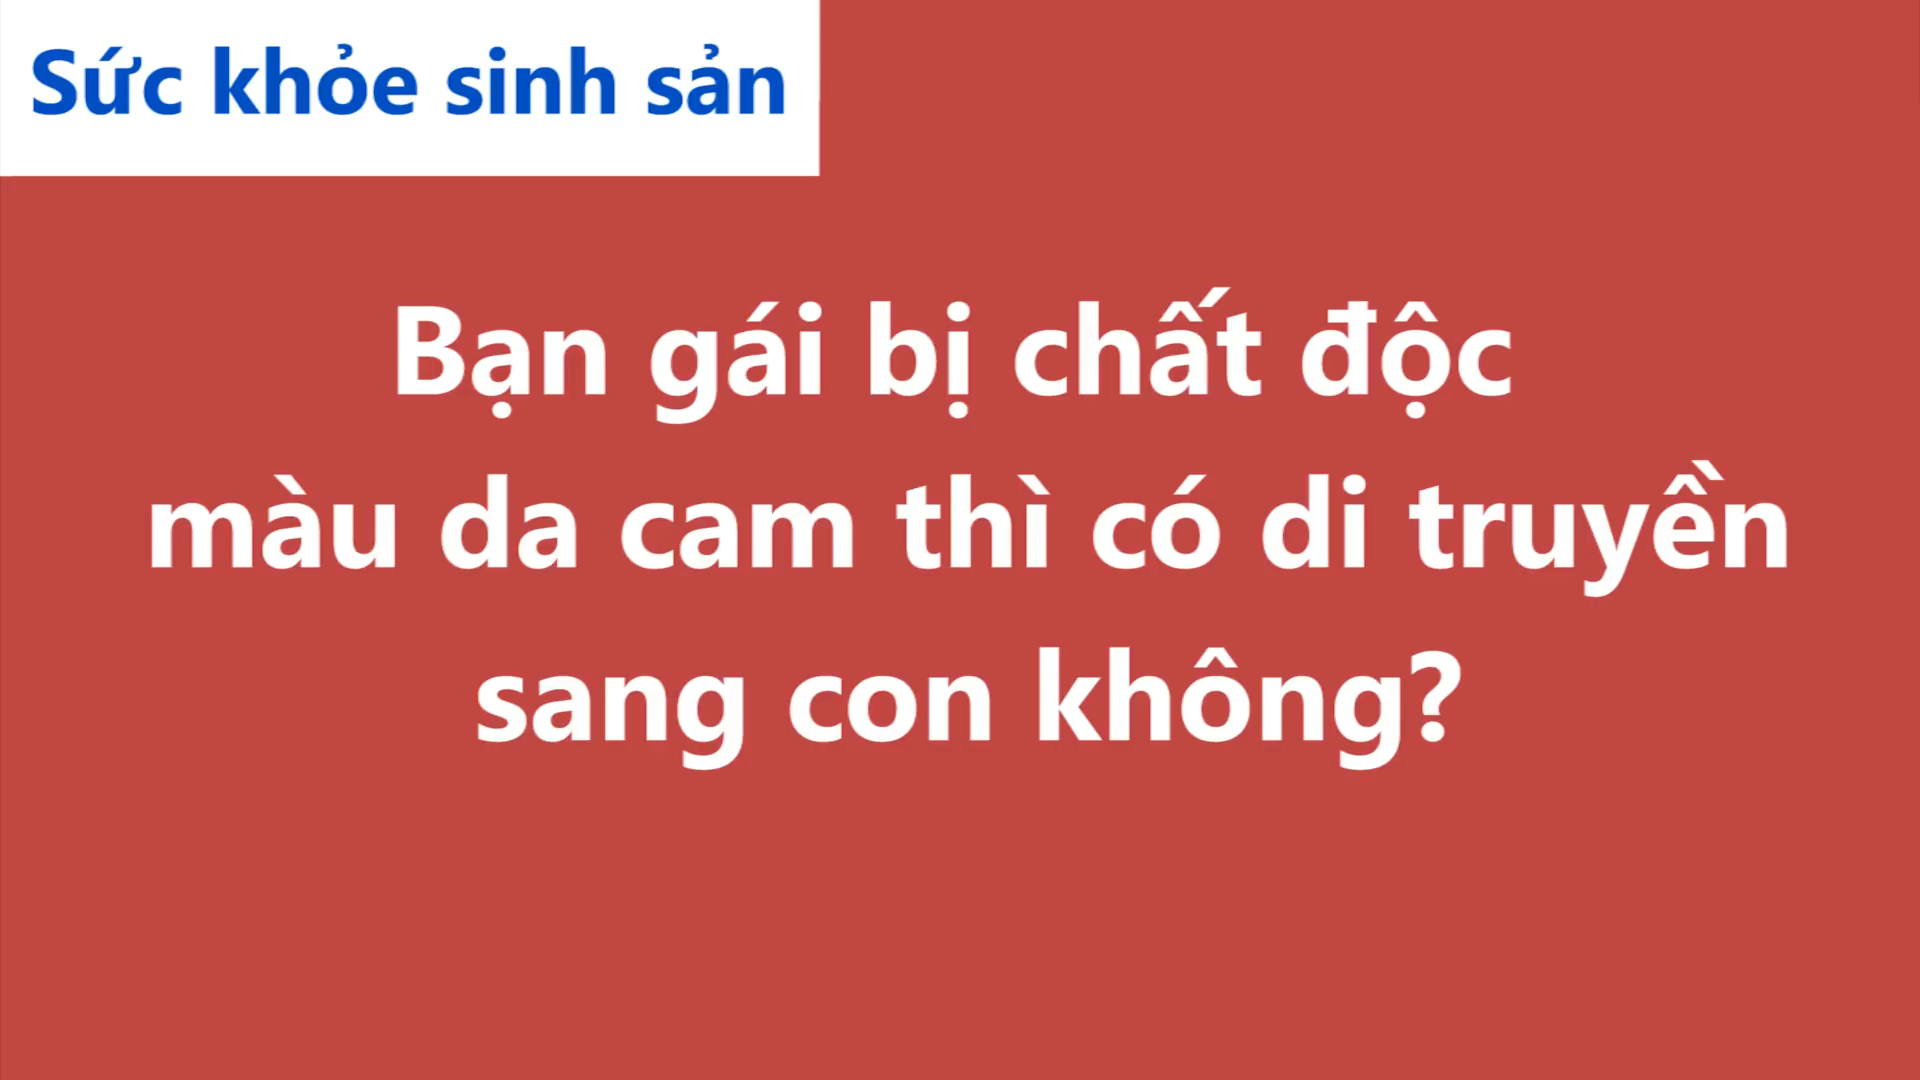 Sức khỏe sinh sản
Bạn gái bị chất độc
màu da cam thì có di truyền
sang con không?